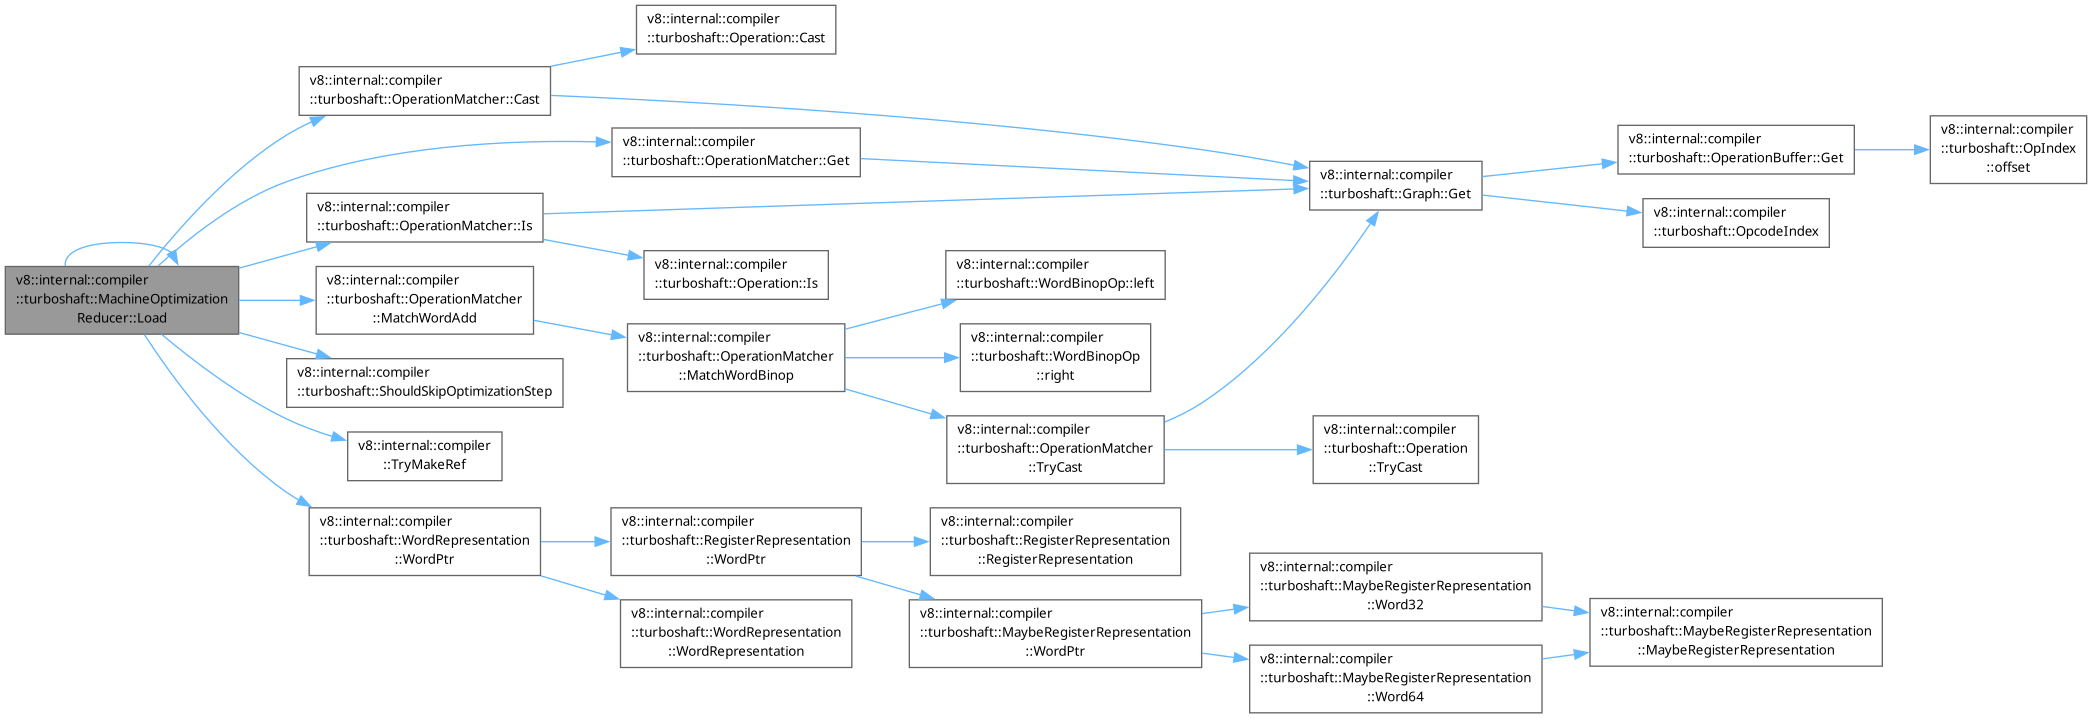 v8::internal::compiler
::turboshaft::MachineOptimization
Reducer::Load
v8::internal::compiler
::turboshaft::OperationMatcher::Cast
v8::internal::compiler
::turboshaft::Operation::Cast
v8::internal::compiler
::turboshaft::OperationMatcher::Get
v8::internal::compiler
::turboshaft::OperationMatcher::Is
v8::internal::compiler
::turboshaft::Operation::Is
v8::internal::compiler
::turboshaft::Graph::Get
v8::internal::compiler
::turboshaft::OperationBuffer::Get
v8::internal::compiler
::turboshaft::OpIndex
::offset
v8::internal::compiler
::turboshaft::OpcodeIndex
v8::internal::compiler
::turboshaft::OperationMatcher
::MatchWordAdd
v8::internal::compiler
::turboshaft::OperationMatcher
::MatchWordBinop
v8::internal::compiler
::turboshaft::WordBinopOp::left
v8::internal::compiler
::turboshaft::WordBinopOp
::right
v8::internal::compiler
::turboshaft::OperationMatcher
::TryCast
v8::internal::compiler
::turboshaft::Operation
::TryCast
v8::internal::compiler
::turboshaft::ShouldSkipOptimizationStep
v8::internal::compiler
::TryMakeRef
v8::internal::compiler
::turboshaft::WordRepresentation
::WordPtr
v8::internal::compiler
::turboshaft::RegisterRepresentation
::WordPtr
v8::internal::compiler
::turboshaft::RegisterRepresentation
::RegisterRepresentation
v8::internal::compiler
::turboshaft::WordRepresentation
::WordRepresentation
v8::internal::compiler
::turboshaft::MaybeRegisterRepresentation
::WordPtr
v8::internal::compiler
::turboshaft::MaybeRegisterRepresentation
::Word32
v8::internal::compiler
::turboshaft::MaybeRegisterRepresentation
::Word64
v8::internal::compiler
::turboshaft::MaybeRegisterRepresentation
::MaybeRegisterRepresentation